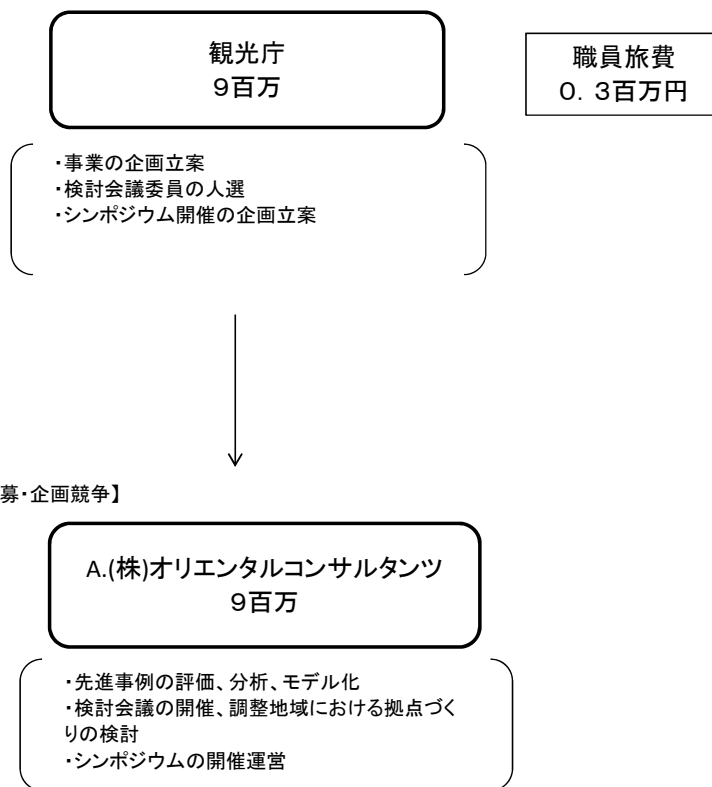 観光庁
9百万
職員旅費
0.3百万円
・事業の企画立案
・検討会議委員の人選
・シンポジウム開催の企画立案
募・企画競争】
A.(株)オリエンタルコンサルタンツ
9百万
・先進事例の評価、分析、モデル化
・検討会議の開催、調整地域における拠点づく
りの検討
・シンポジウムの開催運営